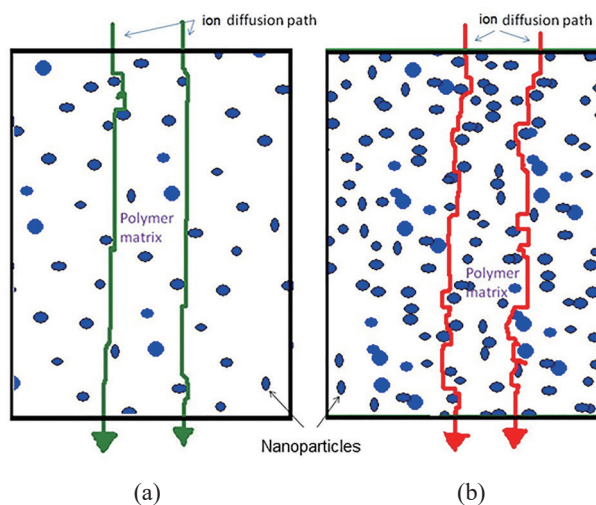 ion diffusion path
ion diffusion path
Polymer
matrix
Polymer
matrix
Nanoparticles
(a)
(b)